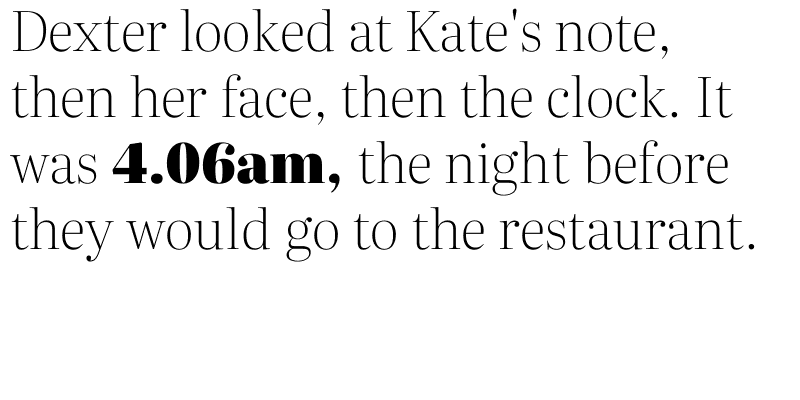 Dexter looked at Kate's note,
then her face, then the clock. It
was 4.06am, the night before
they would go to the restaurant.